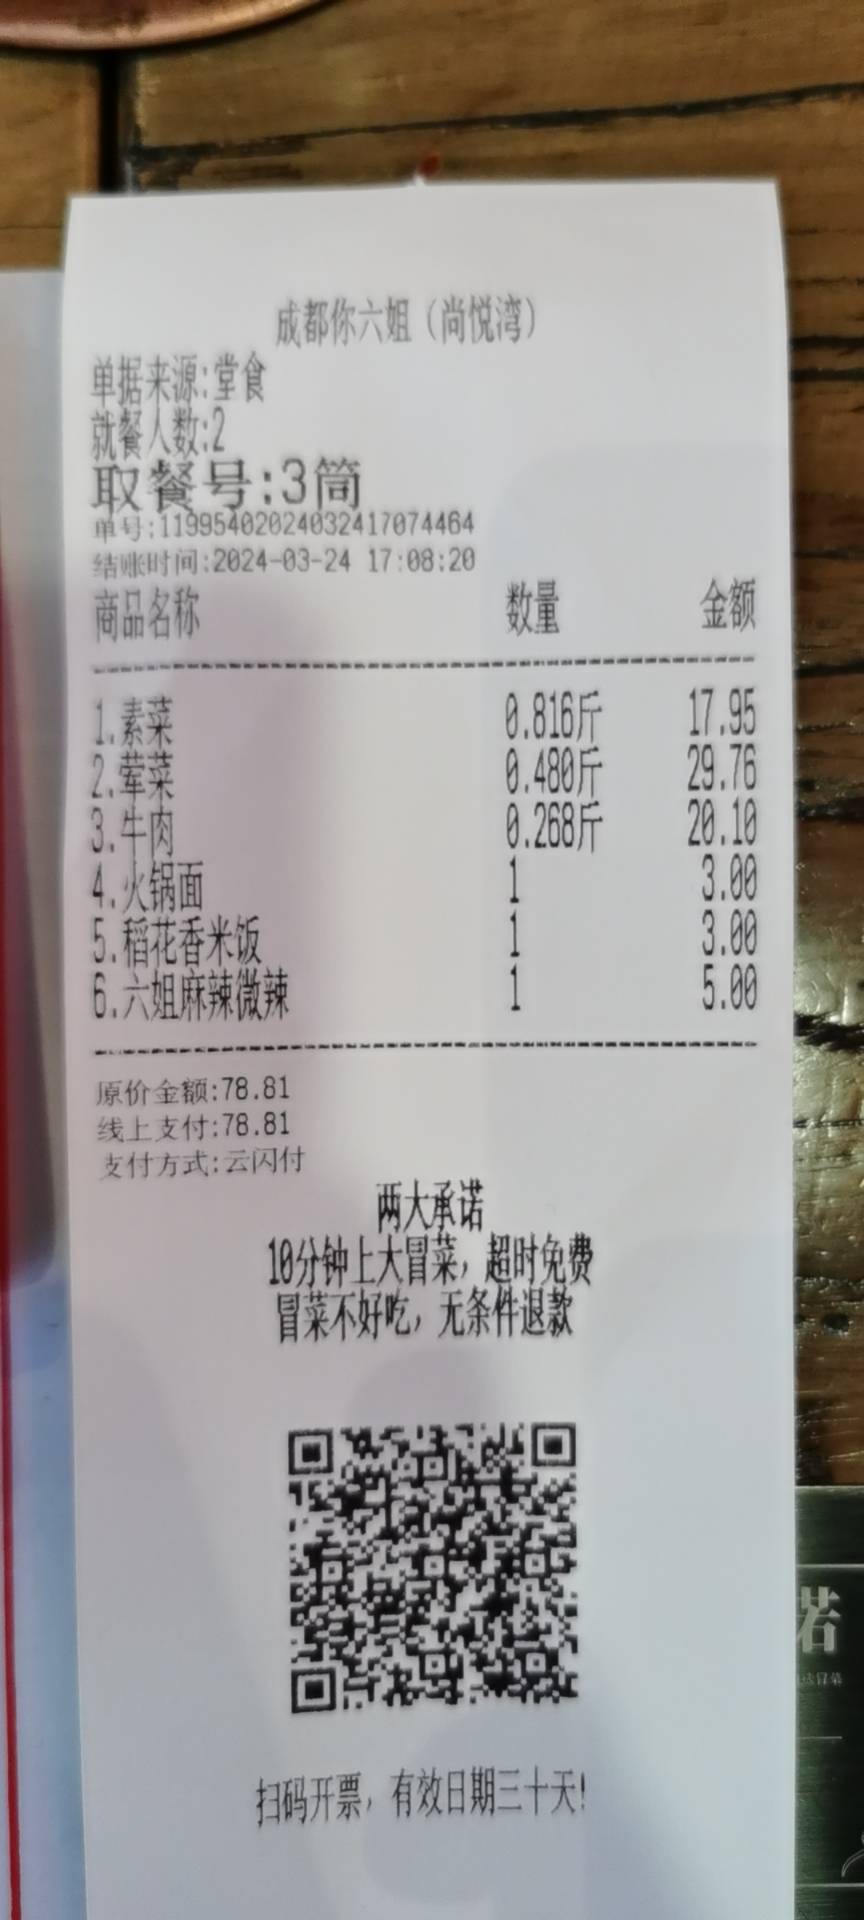 成都你六姐（尚悦湾）
单据来源:堂食
就餐人数:2
取餐号:3筒
单号:11995402024032417074464
结账时间:2024-03-24 17:08:20
商品名称 数量 金额
1.素菜 0.816斤 17.95
2.荤菜 0.480斤 29.76
3.牛肉 0.268斤 20.10
4.火锅面 1 3.00
5.稻花香米饭 1 3.00
6.六姐麻辣微辣 1 5.00
原价金额:78.81
线上支付:78.81
支付方式:云闪付
两大承诺
10分钟上大冒菜，超时免费
冒菜不好吃，无条件退款
扫码开票，有效日期三十天!
若